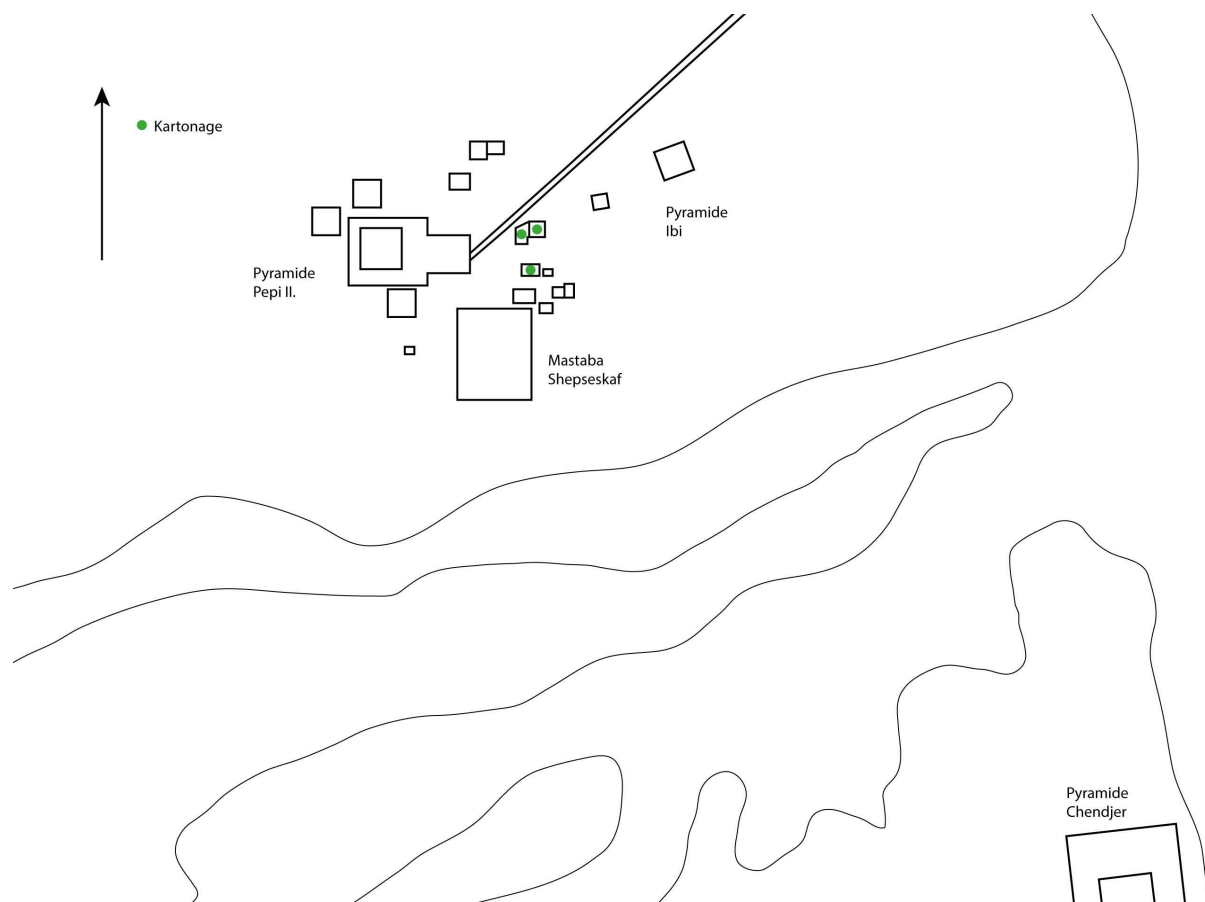 Kartonage
Pyramide
Ibi
Pyramide
Pepi II.
Mastaba
Shepseskaf
Pyramide
Chendjer